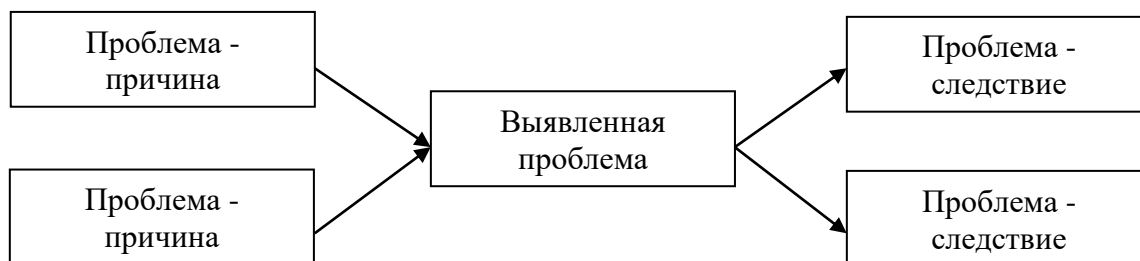 Проблема -
причина
Проблема -
причина
Выявленная
проблема
Проблема -
следствие
Проблема -
следствие